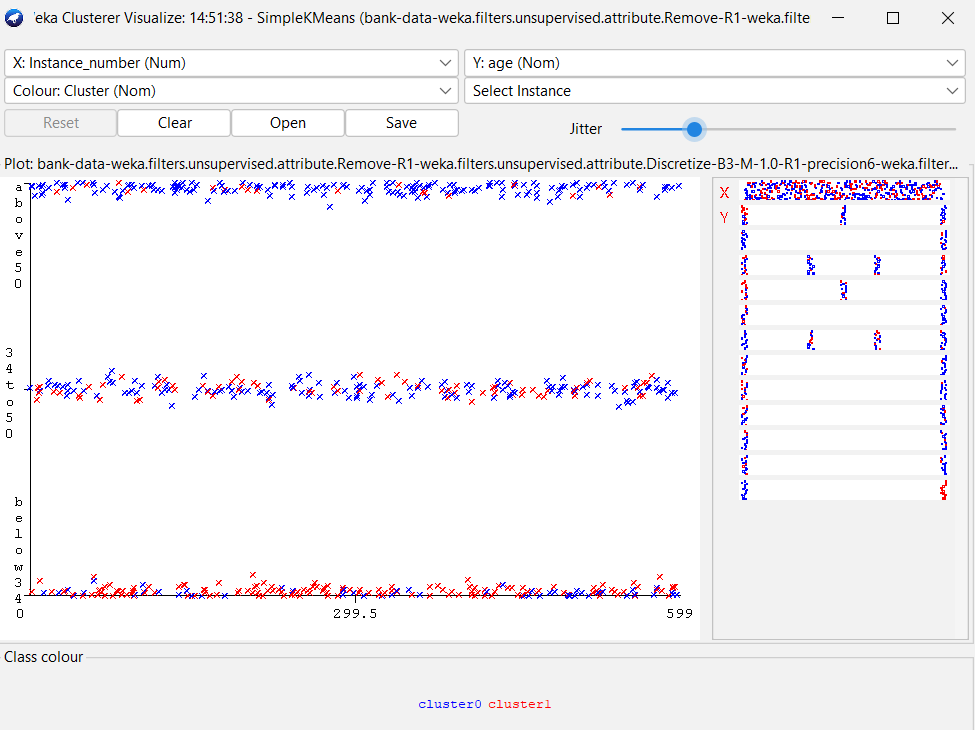 Weka Clusterer Visualize: 14:51:38 - SimpleKMeans (bank-data-weka.filters.unsupervised.attribute.Remove-R1-weka.filte
X: Instance_number (Num)
Y: age (Nom)
Colour: Cluster (Nom)
Select Instance
Reset
Clear
Open
Save
Jitter
Plot: bank-data-weka.filters.unsupervised.attribute.Remove-R1-weka.filters.unsupervised.attribute.Discretize-B3-M-1.0-R1-precision6-weka.filter...
above50
34to50
below34
0
299.5
599
X
Y
Class colour
cluster0 cluster1